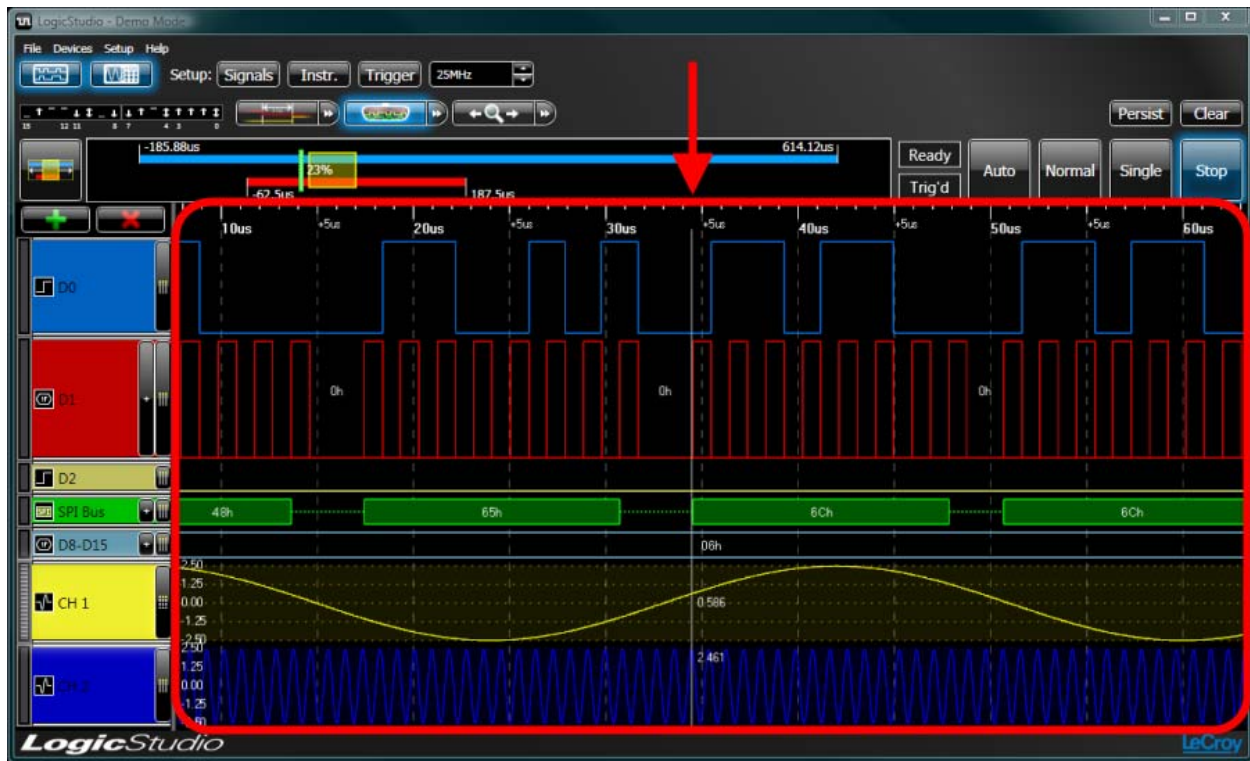 LogicStudio - Demo Mode
File Devices Setup Help
Setup: Signals Instr. Trigger 25MHz
15 12 11 8 7 4 3 0
Persist Clear
-185.88us 614.12us
23%
-62.5us 187.5us
Ready
Trig'd
Auto Normal Single Stop
10us +5us 20us +5us 30us +5us 40us +5us 50us +5us 60us
D0
D1 0h 0h 0h
D2
SPI Bus 48h 65h 6Ch 6Ch
D8-D15 06h
2.50
1.25
CH 1 0.00 0.586
-1.25
-2.50
2.50
1.25 2.461
CH 2 0.00
-1.25
LogicStudio LeCroy